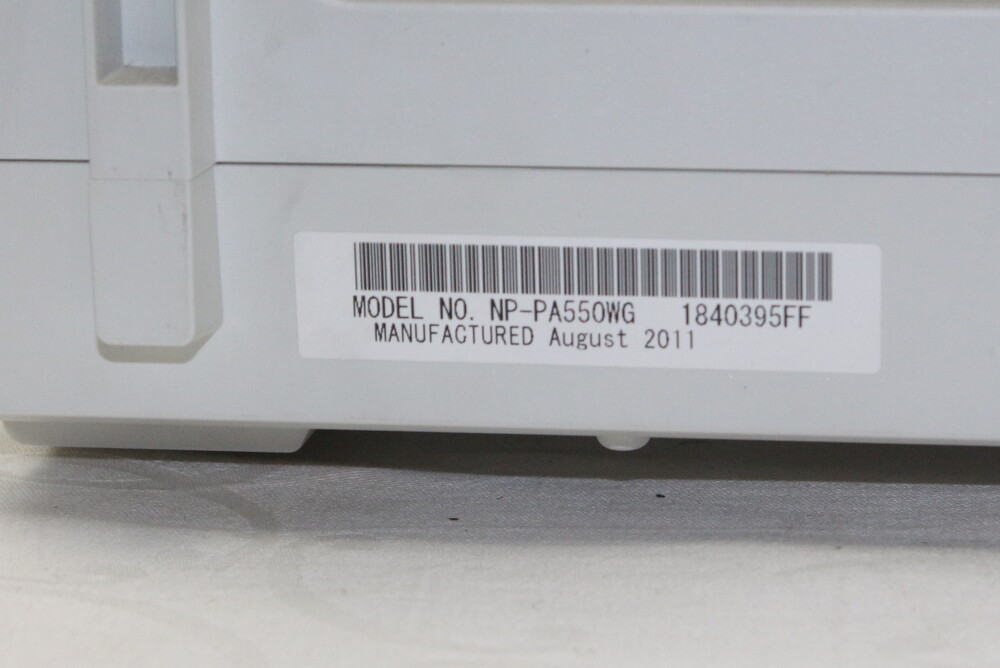 MODEL NO. NP-PA550WG 1840395FF
MANUFACTURED August 2011